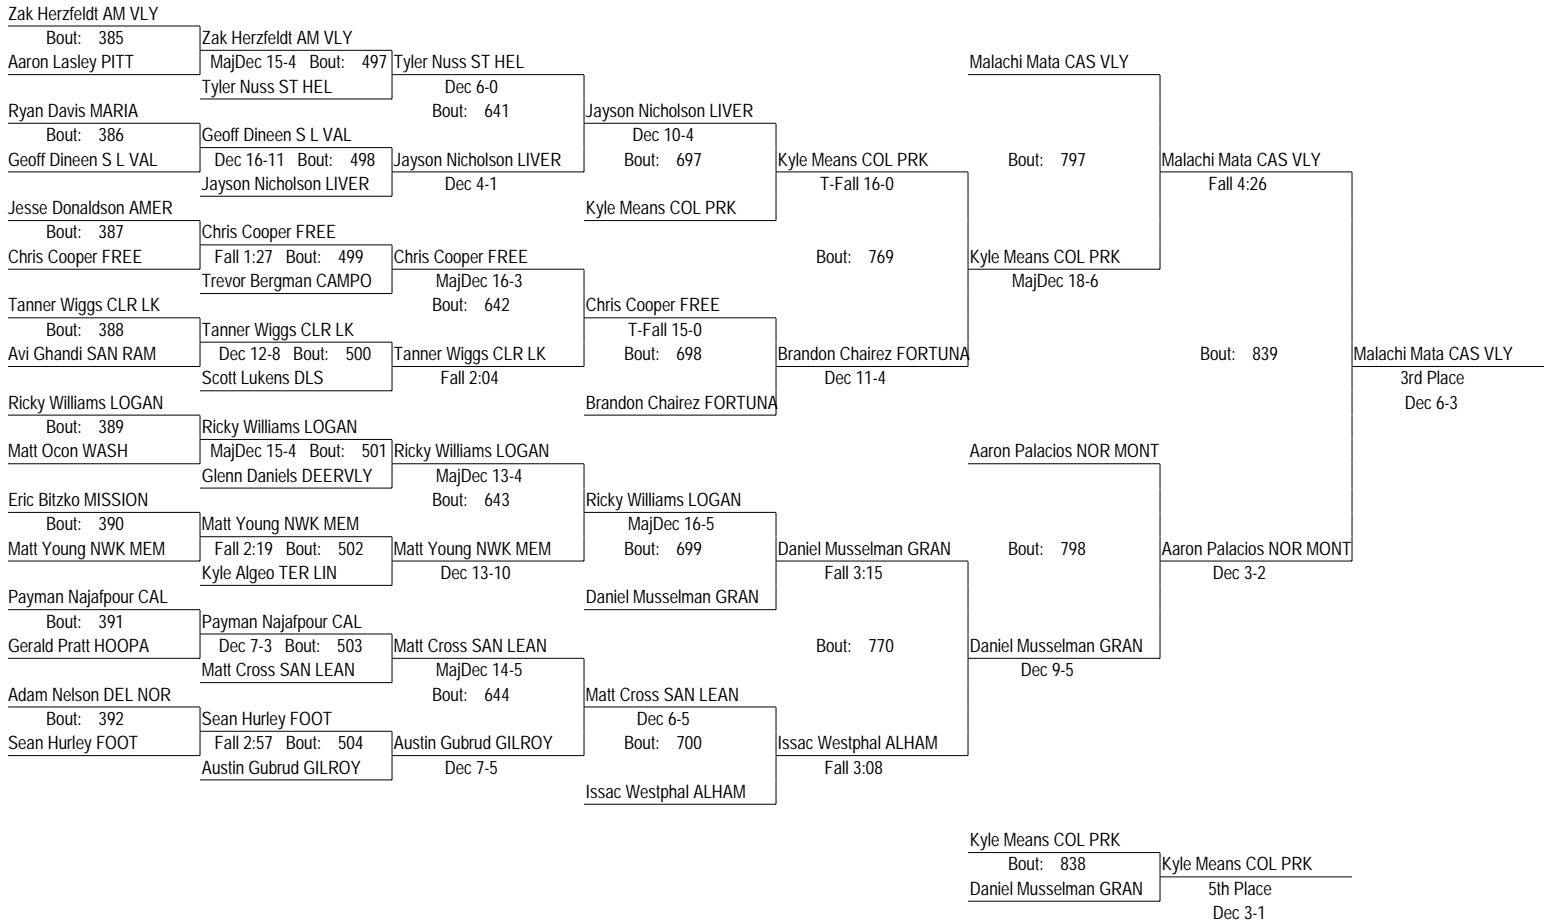 Zak Herzfeldt AM VLY
Bout: 385
Aaron Lasley PITT
Ryan Davis MARIA
Bout: 386
Geoff Dineen S L VAL
Jesse Donaldson AMER
Bout: 387
Chris Cooper FREE
Tanner Wiggs CLR LK
Bout: 388
Avi Ghandi SAN RAM
Ricky Williams LOGAN
Bout: 389
Matt Ocon WASH
Eric Bitzko MISSION
Bout: 390
Matt Young NWK MEM
Payman Najafpour CAL
Bout: 391
Gerald Pratt HOOPA
Adam Nelson DEL NOR
Bout: 392
Sean Hurley FOOT
Zak Herzfeldt AM VLY
MajDec 15-4 Bout: 497
Tyler Nuss ST HEL
Geoff Dineen S L VAL
Dec 16-11 Bout: 498
Jayson Nicholson LIVER
Chris Cooper FREE
Fall 1:27 Bout: 499
Trevor Bergman CAMPO
Tanner Wiggs CLR LK
Dec 12-8 Bout: 500
Scott Lukens DLS
Ricky Williams LOGAN
MajDec 15-4 Bout: 501
Glenn Daniels DEERVLY
Matt Young NWK MEM
Fall 2:19 Bout: 502
Kyle Algeo TER LIN
Payman Najafpour CAL
Dec 7-3 Bout: 503
Matt Cross SAN LEAN
Sean Hurley FOOT
Fall 2:57 Bout: 504
Austin Gubrud GILROY
Tyler Nuss ST HEL
Dec 6-0
Bout: 641
Jayson Nicholson LIVER
Dec 4-1
Chris Cooper FREE
MajDec 16-3
Bout: 642
Tanner Wiggs CLR LK
Fall 2:04
Ricky Williams LOGAN
MajDec 13-4
Bout: 643
Matt Young NWK MEM
Dec 13-10
Matt Cross SAN LEAN
MajDec 14-5
Bout: 644
Austin Gubrud GILROY
Dec 7-5
Jayson Nicholson LIVER
Dec 10-4
Bout: 697
Kyle Means COL PRK
Chris Cooper FREE
T-Fall 15-0
Bout: 698
Brandon Chairez FORTUNA
Ricky Williams LOGAN
MajDec 16-5
Bout: 699
Daniel Musselman GRAN
Matt Cross SAN LEAN
Dec 6-5
Bout: 700
Issac Westphal ALHAM
Kyle Means COL PRK
T-Fall 16-0
Bout: 769
Brandon Chairez FORTUNA
Dec 11-4
Daniel Musselman GRAN
Fall 3:15
Bout: 770
Issac Westphal ALHAM
Fall 3:08
Malachi Mata CAS VLY
Bout: 797
Kyle Means COL PRK
MajDec 18-6
Aaron Palacios NOR MONT
Bout: 798
Daniel Musselman GRAN
Dec 9-5
Malachi Mata CAS VLY
Fall 4:26
Bout: 839
Aaron Palacios NOR MONT
Dec 3-2
Malachi Mata CAS VLY
3rd Place
Dec 6-3
Kyle Means COL PRK
Bout: 838
Daniel Musselman GRAN
Kyle Means COL PRK
5th Place
Dec 3-1